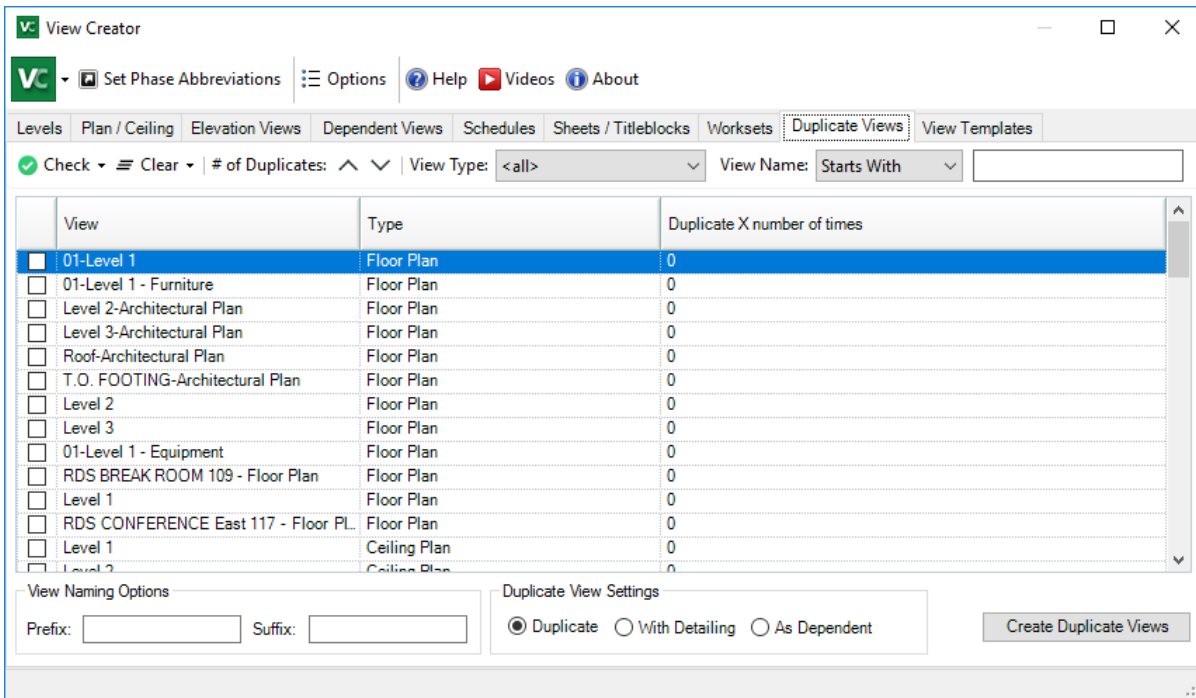 VC View Creator
VC Set Phase Abbreviations Options Help Videos About
Levels Plan / Ceiling Elevation Views Dependent Views Schedules Sheets / Titleblocks Worksets Duplicate Views View Templates
Check Clear # of Duplicates: View Type: <all> View Name: Starts With
View Type Duplicate X number of times
01-Level 1 Floor Plan 0
01-Level 1 - Furniture Floor Plan 0
Level 2-Architectural Plan Floor Plan 0
Level 3-Architectural Plan Floor Plan 0
Roof-Architectural Plan Floor Plan 0
T.O. FOOTING-Architectural Plan Floor Plan 0
Level 2 Floor Plan 0
Level 3 Floor Plan 0
01-Level 1 - Equipment Floor Plan 0
RDS BREAK ROOM 109 - Floor Plan Floor Plan 0
Level 1 Floor Plan 0
RDS CONFERENCE East 117 - Floor Pl... Floor Plan 0
Level 1 Ceiling Plan 0
Level 2 Ceiling Plan 0
View Naming Options Duplicate View Settings
Prefix: Suffix: Duplicate With Detailing As Dependent Create Duplicate Views